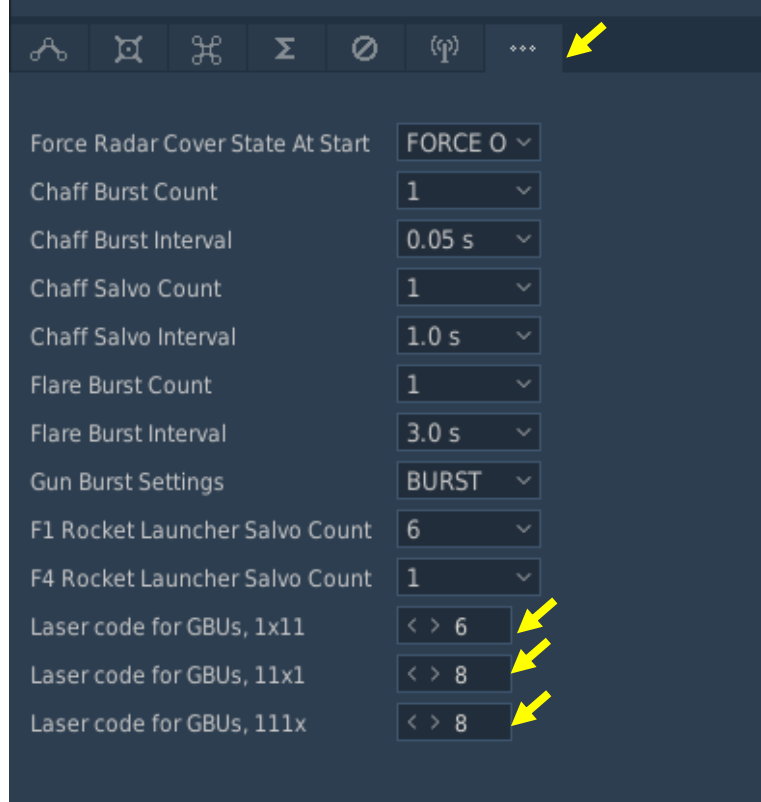 Force Radar Cover State At Start FORCE O
Chaff Burst Count 1
Chaff Burst Interval 0.05 s
Chaff Salvo Count 1
Chaff Salvo Interval 1.0 s
Flare Burst Count 1
Flare Burst Interval 3.0 s
Gun Burst Settings BURST
F1 Rocket Launcher Salvo Count 6
F4 Rocket Launcher Salvo Count 1
Laser code for GBUs, 1x11 < > 6
Laser code for GBUs, 11x1 < > 8
Laser code for GBUs, 111x < > 8